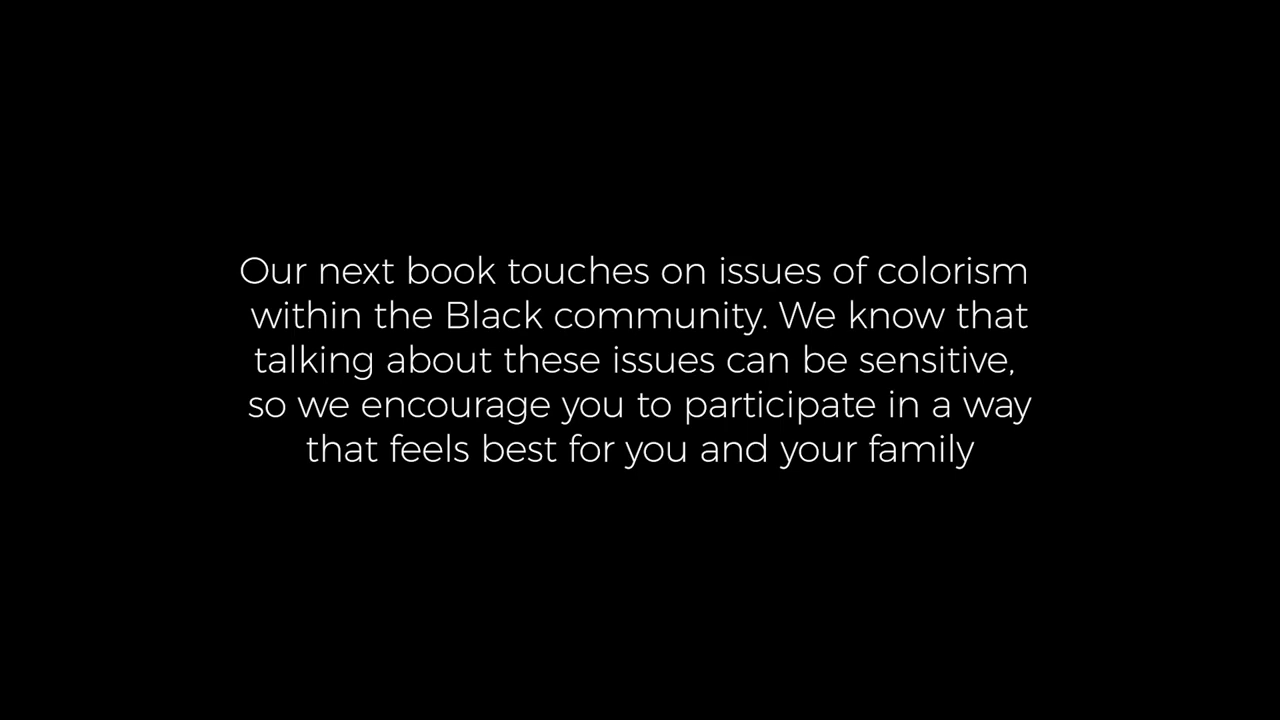 Our next book touches on issues of colorism
within the Black community. We know that
talking about these issues can be sensitive,
so we encourage you to participate in a way
that feels best for you and your family